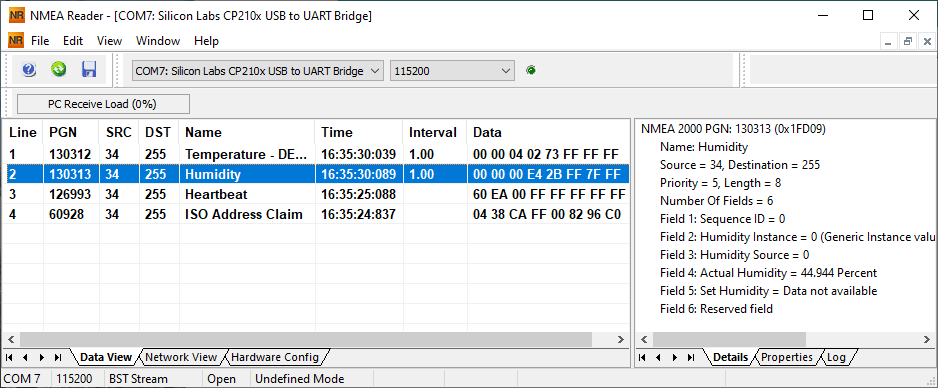 NR NMEA Reader - [COM7: Silicon Labs CP210x USB to UART Bridge]
NR File Edit View Window Help
COM7: Silicon Labs CP210x USB to UART Bridge 115200
PC Receive Load (0%)
Line PGN SRC DST Name Time Interval Data
1 130312 34 255 Temperature - DE... 16:35:30:039 1.00 00 00 04 02 73 FF FF FF
2 130313 34 255 Humidity 16:35:30:089 1.00 00 00 00 E4 2B FF 7F FF
3 126993 34 255 Heartbeat 16:35:25:088 60 EA 00 FF FF FF FF FF
4 60928 34 255 ISO Address Claim 16:35:24:837 04 38 CA FF 00 82 96 C0
NMEA 2000 PGN: 130313 (0x1FD09)
Name: Humidity
Source = 34, Destination = 255
Priority = 5, Length = 8
Number Of Fields = 6
Field 1: Sequence ID = 0
Field 2: Humidity Instance = 0 (Generic Instance valu
Field 3: Humidity Source = 0
Field 4: Actual Humidity = 44.944 Percent
Field 5: Set Humidity = Data not available
Field 6: Reserved field
Data View Network View Hardware Config
Details Properties Log
COM 7 115200 BST Stream Open Undefined Mode